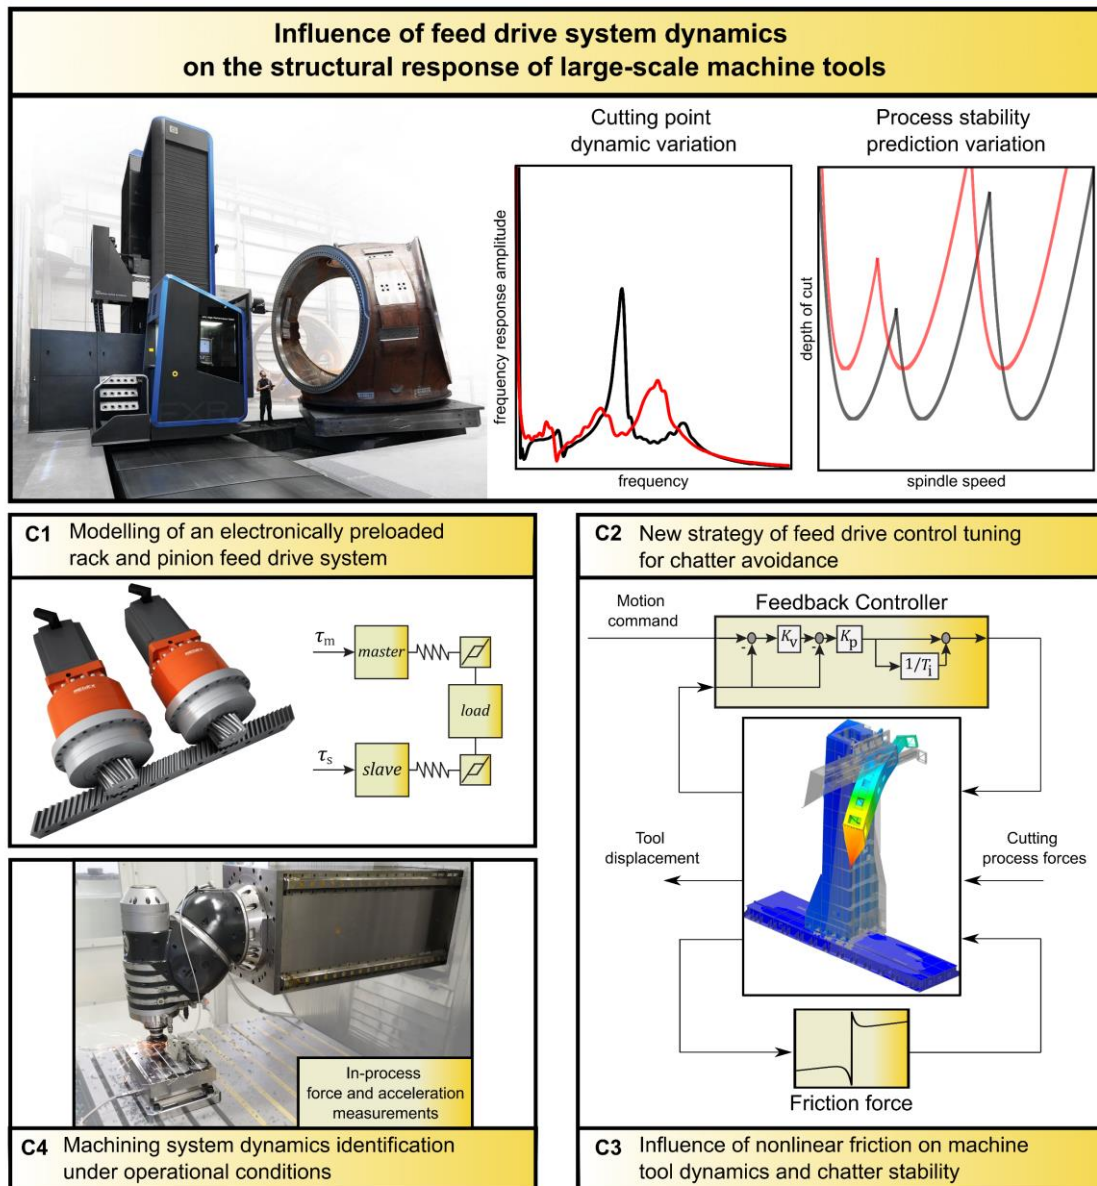 Influence of feed drive system dynamics
on the structural response of large-scale machine tools
Cutting point
dynamic variation
frequency response amplitude
frequency
Process stability
prediction variation
depth of cut
spindle speed
C1 Modelling of an electronically preloaded
rack and pinion feed drive system
τm
master
load
τs
slave
C2 New strategy of feed drive control tuning
for chatter avoidance
Motion
command
Feedback Controller
-
Kv
-
Kp
1/Ti
Tool
displacement
Cutting
process forces
Friction force
In-process
force and acceleration
measurements
C4 Machining system dynamics identification
under operational conditions
C3 Influence of nonlinear friction on machine
tool dynamics and chatter stability